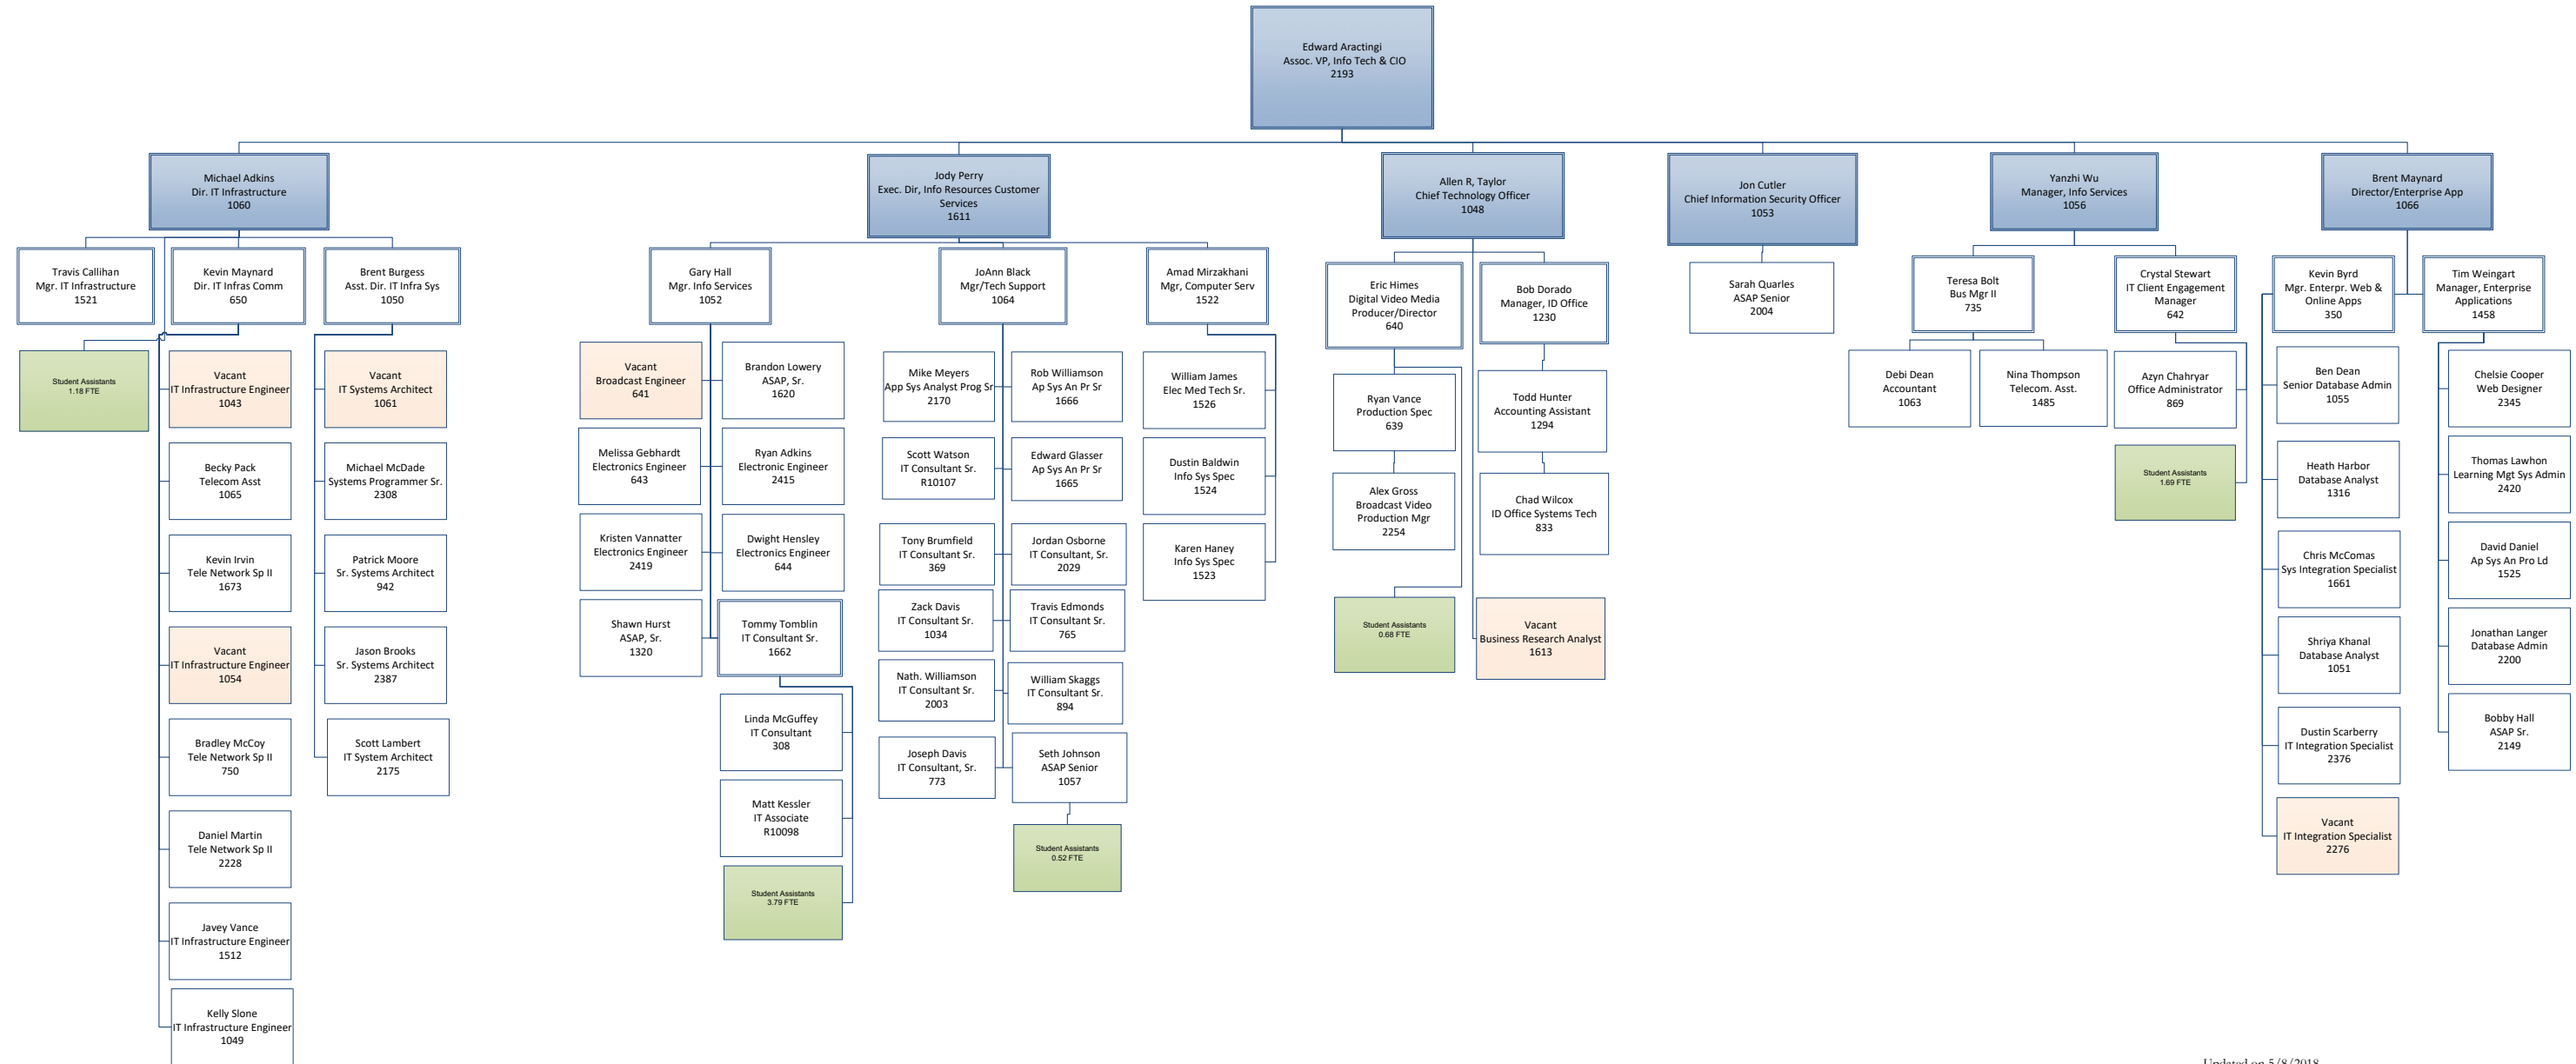 Edward Aractingi
Assoc. VP, Info Tech & CIO
2193
Michael Adkins
Dir. IT Infrastructure
1060
Jody Perry
Exec. Dir, Info Resources Customer
Services
1611
Allen R, Taylor
Chief Technology Officer
1048
Jon Cutler
Chief Information Security Officer
1053
Yanzhi Wu
Manager, Info Services
1056
Brent Maynard
Director/Enterprise App
1066
Travis Callihan
Mgr. IT Infrastructure
1521
Kevin Maynard
Dir. IT Infras Comm
650
Brent Burgess
Asst. Dir. IT Infra Sys
1050
Student Assistants
1.18 FTE
Vacant
IT Infrastructure Engineer
1043
Becky Pack
Telecom Asst
1065
Kevin Irvin
Tele Network Sp II
1673
Vacant
IT Infrastructure Engineer
1054
Bradley McCoy
Tele Network Sp II
750
Daniel Martin
Tele Network Sp II
2228
Javey Vance
IT Infrastructure Engineer
1512
Kelly Slone
IT Infrastructure Engineer
1049
Vacant
IT Systems Architect
1061
Michael McDade
Systems Programmer Sr.
2308
Patrick Moore
Sr. Systems Architect
942
Jason Brooks
Sr. Systems Architect
2387
Scott Lambert
IT System Architect
2175
Gary Hall
Mgr. Info Services
1052
JoAnn Black
Mgr/Tech Support
1064
Amad Mirzakhani
Mgr, Computer Serv
1522
Vacant
Broadcast Engineer
641
Brandon Lowery
ASAP, Sr.
1620
Melissa Gebhardt
Electronics Engineer
643
Ryan Adkins
Electronic Engineer
2415
Kristen Vannatter
Electronics Engineer
2419
Dwight Hensley
Electronics Engineer
644
Shawn Hurst
ASAP, Sr.
1320
Tommy Tomblin
IT Consultant Sr.
1662
Linda McGuffey
IT Consultant
308
Matt Kessler
IT Associate
R10098
Student Assistants
3.79 FTE
Mike Meyers
App Sys Analyst Prog Sr
2170
Rob Williamson
Ap Sys An Pr Sr
1666
Scott Watson
IT Consultant Sr.
R10107
Edward Glasser
Ap Sys An Pr Sr
1665
Tony Brumfield
IT Consultant Sr.
369
Jordan Osborne
IT Consultant, Sr.
2029
Zack Davis
IT Consultant Sr.
1034
Travis Edmonds
IT Consultant Sr.
765
Nath. Williamson
IT Consultant Sr.
2003
William Skaggs
IT Consultant Sr.
894
Joseph Davis
IT Consultant, Sr.
773
Seth Johnson
ASAP Senior
1057
Student Assistants
0.52 FTE
William James
Elec Med Tech Sr.
1526
Dustin Baldwin
Info Sys Spec
1524
Karen Haney
Info Sys Spec
1523
Eric Himes
Digital Video Media
Producer/Director
640
Bob Dorado
Manager, ID Office
1230
Ryan Vance
Production Spec
639
Alex Gross
Broadcast Video
Production Mgr
2254
Student Assistants
0.68 FTE
Todd Hunter
Accounting Assistant
1294
Chad Wilcox
ID Office Systems Tech
833
Vacant
Business Research Analyst
1613
Sarah Quarles
ASAP Senior
2004
Teresa Bolt
Bus Mgr II
735
Crystal Stewart
IT Client Engagement
Manager
642
Debi Dean
Accountant
1063
Nina Thompson
Telecom. Asst.
1485
Azyn Chahryar
Office Administrator
869
Student Assistants
1.69 FTE
Kevin Byrd
Mgr. Enterpr. Web &
Online Apps
350
Tim Weingart
Manager, Enterprise
Applications
1458
Ben Dean
Senior Database Admin
1055
Heath Harbor
Database Analyst
1316
Chris McComas
Sys Integration Specialist
1661
Shriya Khanal
Database Analyst
1051
Dustin Scarberry
IT Integration Specialist
2376
Vacant
IT Integration Specialist
2276
Chelsie Cooper
Web Designer
2345
Thomas Lawhon
Learning Mgt Sys Admin
2420
David Daniel
Ap Sys An Pro Ld
1525
Jonathan Langer
Database Admin
2200
Bobby Hall
ASAP Sr.
2149
Updated on 5/8/2018